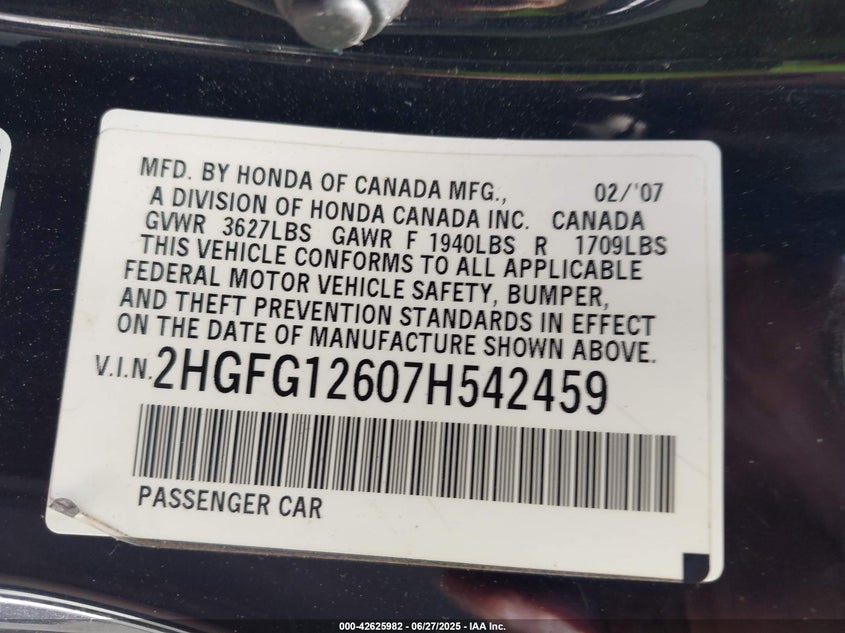 MFD. BY HONDA OF CANADA MFG., 02/'07
A DIVISION OF HONDA CANADA INC. CANADA
GVWR 3627LBS GAWR F 1940LBS R 1709LBS
THIS VEHICLE CONFORMS TO ALL APPLICABLE
FEDERAL MOTOR VEHICLE SAFETY, BUMPER,
AND THEFT PREVENTION STANDARDS IN EFFECT
ON THE DATE OF MANUFACTURE SHOWN ABOVE.
V.I.N. 2HGFG12607H542459
PASSENGER CAR
000-42625982 - 06/27/2025 - IAA Inc.